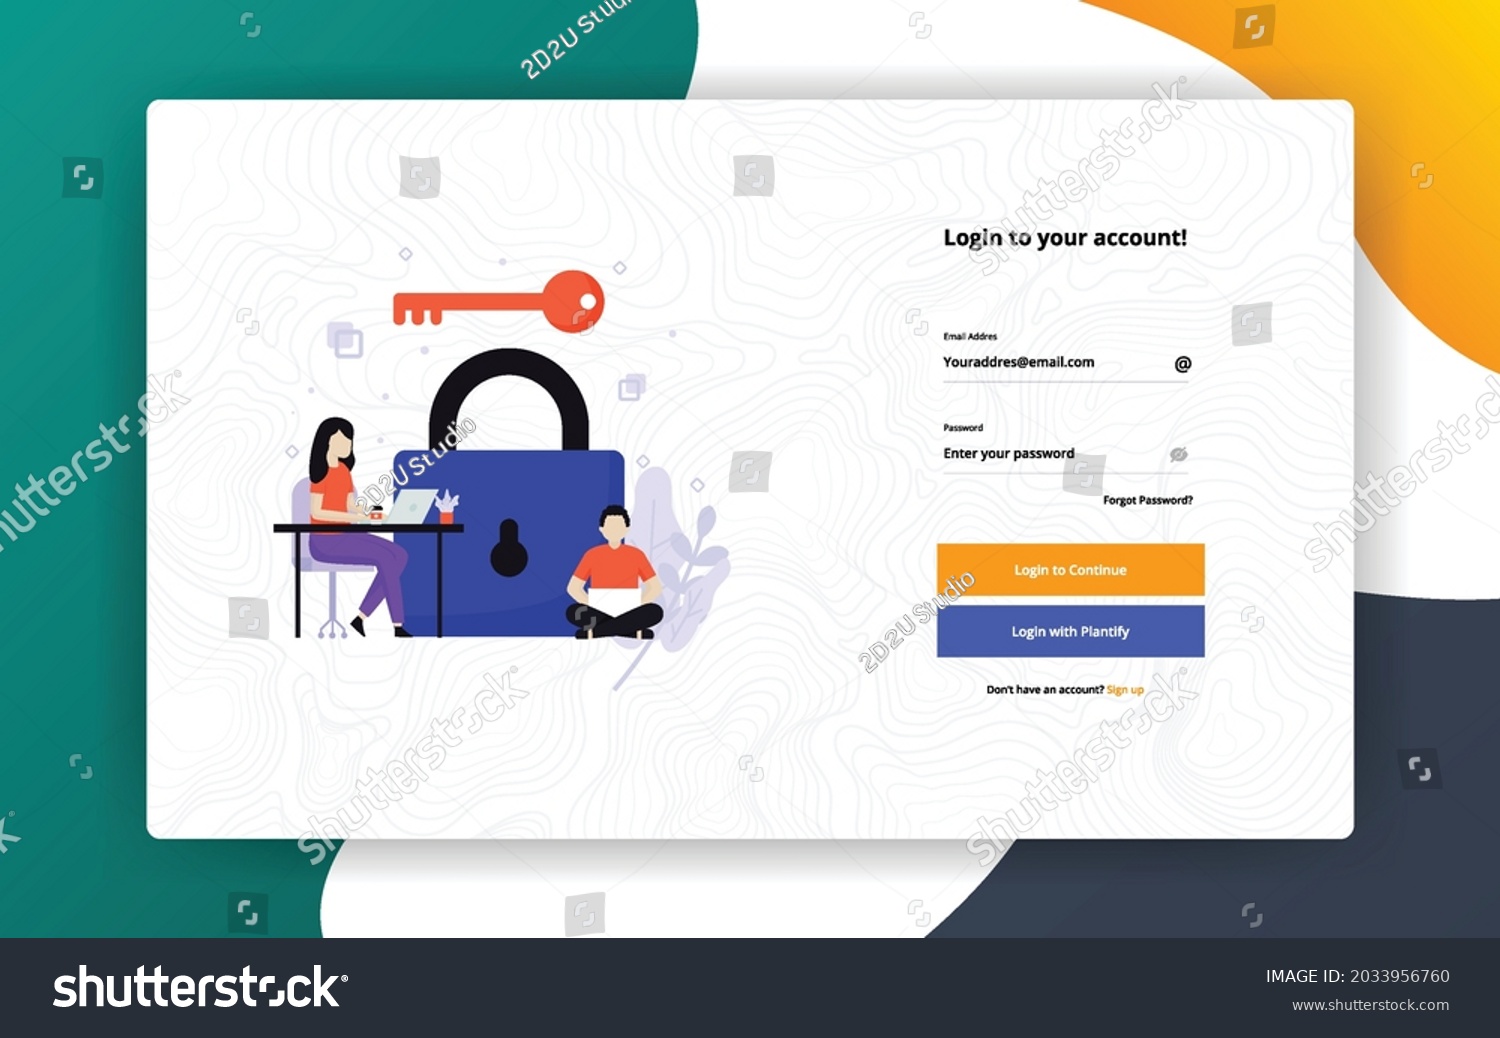 2D2U Studio
shutterstock
Login to your account!
Email Addres
Youraddres@email.com
@
shutterstock
2D2U Studio
shutterstock
Password
Enter your password
Forgot Password?
Login to Continue
2D2U Studio
Login with Plantify
Don't have an account? Sign up
shutterstock
shutterstock
shutterstock
IMAGE ID: 2033956760
www.shutterstock.com